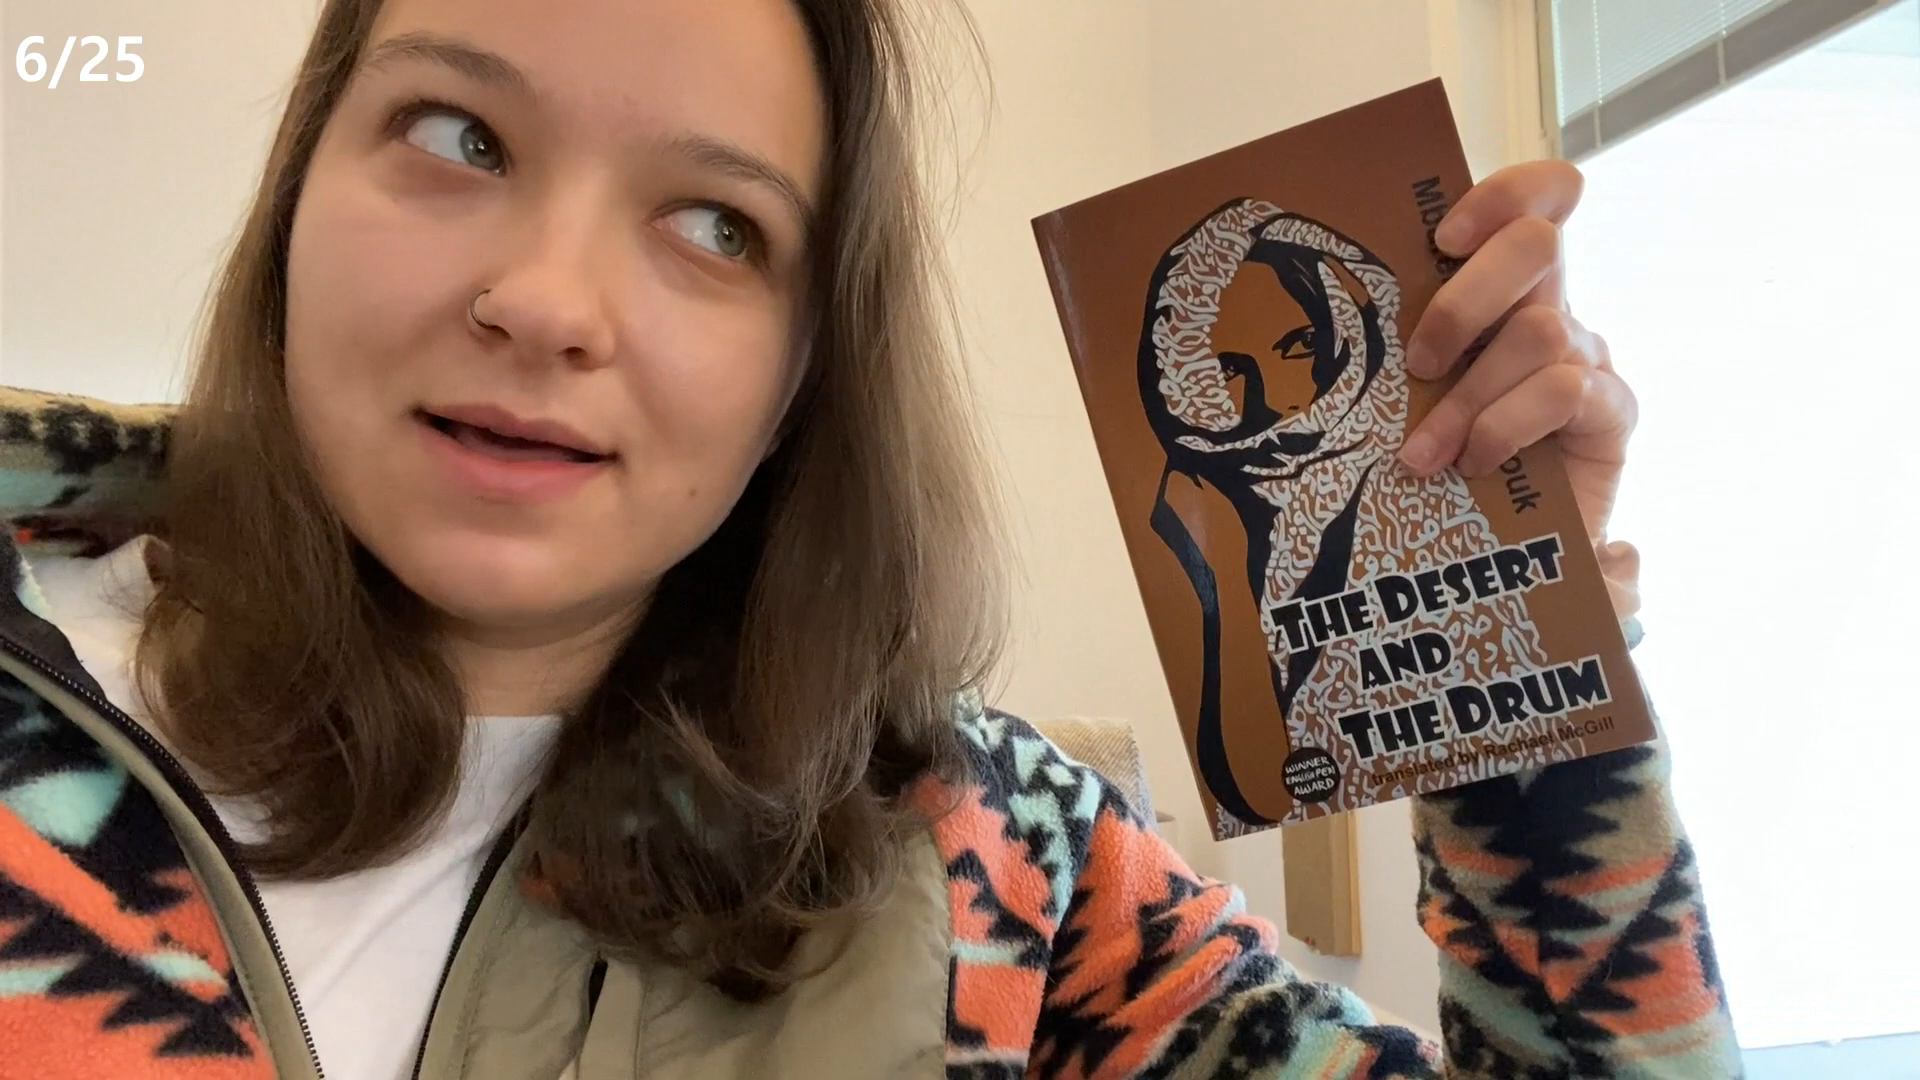 6/25
THE DESERT
AND
THE DRUM
translated by Rachael McGill
WINNER
ENGLISH PEN
AWARD